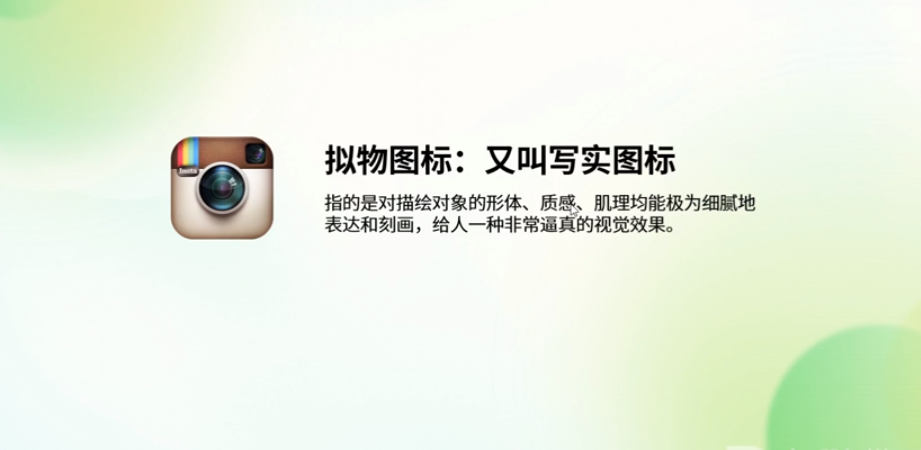 拟物图标：又叫写实图标
指的是对描绘对象的形体、质感、肌理均能极为细腻地
表达和刻画，给人一种非常逼真的视觉效果。
Insta